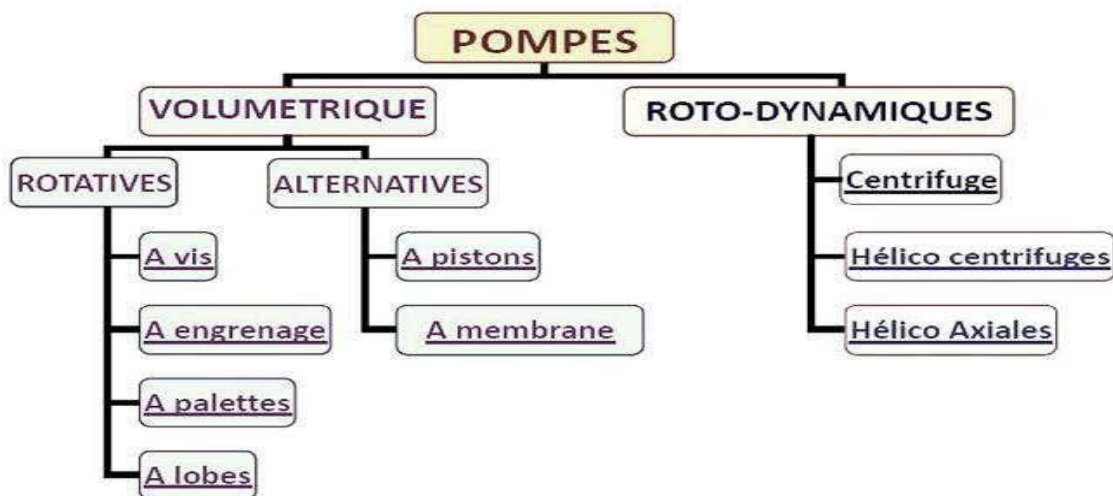 POMPES
VOLUMETRIQUE
ROTO-DYNAMIQUES
ROTATIVES
ALTERNATIVES
Centrifuge
A vis
A pistons
Hélico centrifuges
A engrenage
A membrane
Hélico Axiales
A palettes
A lobes